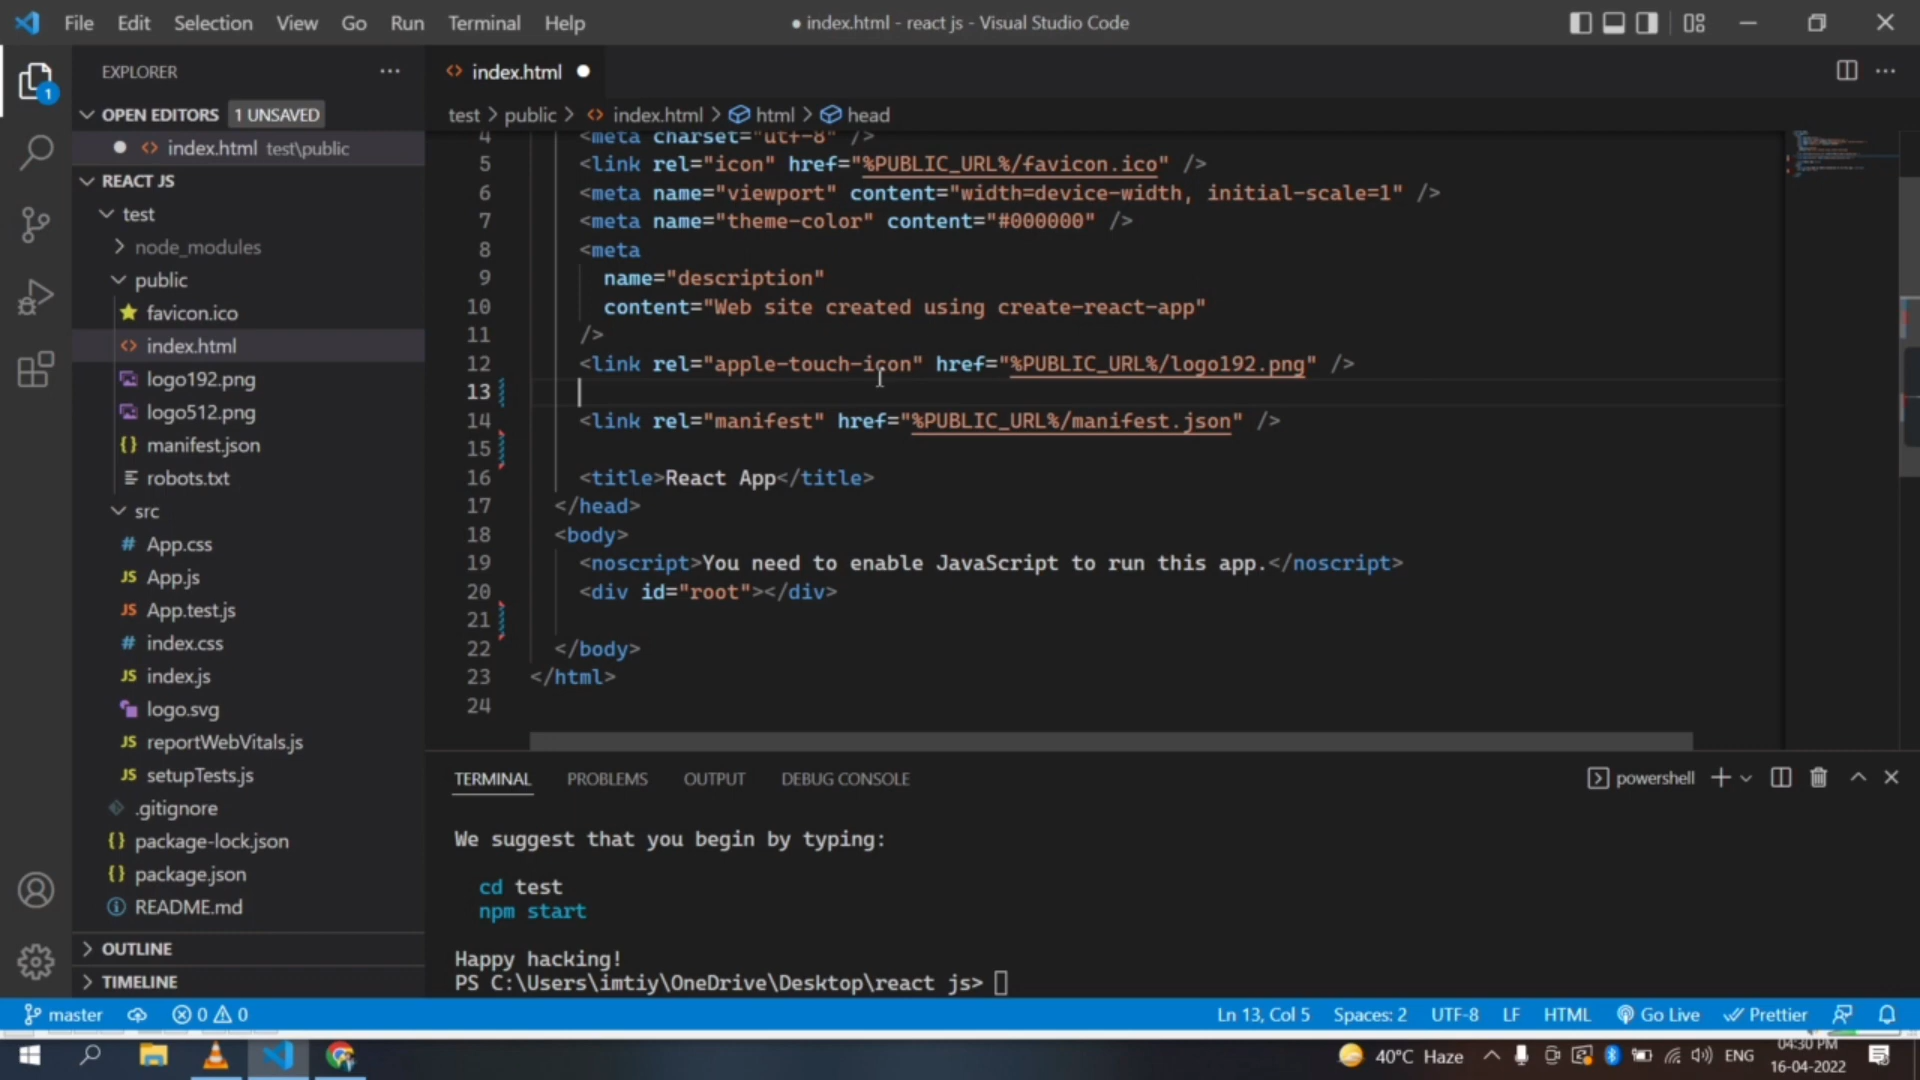 File Edit Selection View Go Run Terminal Help
● index.html - react js - Visual Studio Code
EXPLORER
1
OPEN EDITORS 1 UNSAVED
index.html test\public
REACT JS
test
node_modules
public
favicon.ico
index.html
logo192.png
logo512.png
manifest.json
robots.txt
src
App.css
App.js
App.test.js
index.css
index.js
logo.svg
reportWebVitals.js
setupTests.js
.gitignore
package-lock.json
package.json
README.md
OUTLINE
TIMELINE
index.html
test > public > index.html > html > head
4 <meta charset="utf-8" />
5 <link rel="icon" href="%PUBLIC_URL%/favicon.ico" />
6 <meta name="viewport" content="width=device-width, initial-scale=1" />
7 <meta name="theme-color" content="#000000" />
8 <meta
9 name="description"
10 content="Web site created using create-react-app"
11 />
12 <link rel="apple-touch-icon" href="%PUBLIC_URL%/logo192.png" />
13
14 <link rel="manifest" href="%PUBLIC_URL%/manifest.json" />
15
16 <title>React App</title>
17 </head>
18 <body>
19 <noscript>You need to enable JavaScript to run this app.</noscript>
20 <div id="root"></div>
21
22 </body>
23 </html>
24
TERMINAL PROBLEMS OUTPUT DEBUG CONSOLE
powershell
We suggest that you begin by typing:
cd test
npm start
Happy hacking!
PS C:\Users\imtiy\OneDrive\Desktop\react js>
master 0 0
Ln 13, Col 5 Spaces: 2 UTF-8 LF HTML Go Live Prettier
40°C Haze ENG
04:30 PM
16-04-2022